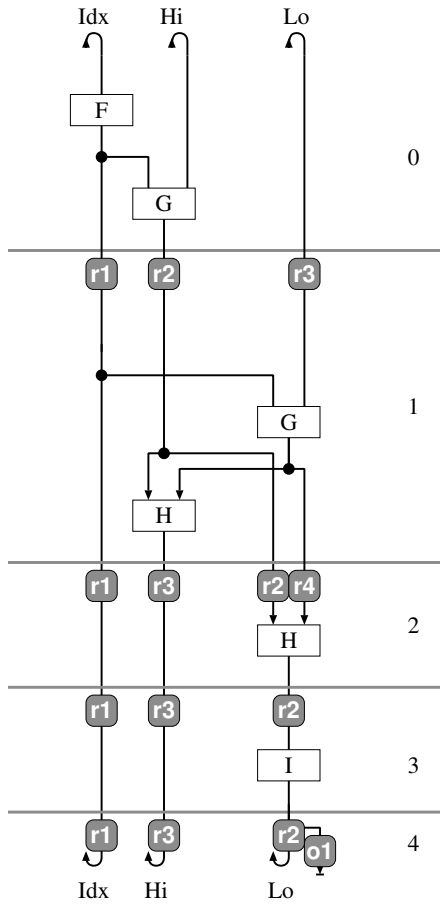 Idx Hi Lo
F
0
G
r1 r2 r3
1
G
H
r1 r3 r2 r4
2
H
r1 r3 r2
I
3
r1 r3 r2
o1
4
Idx Hi Lo